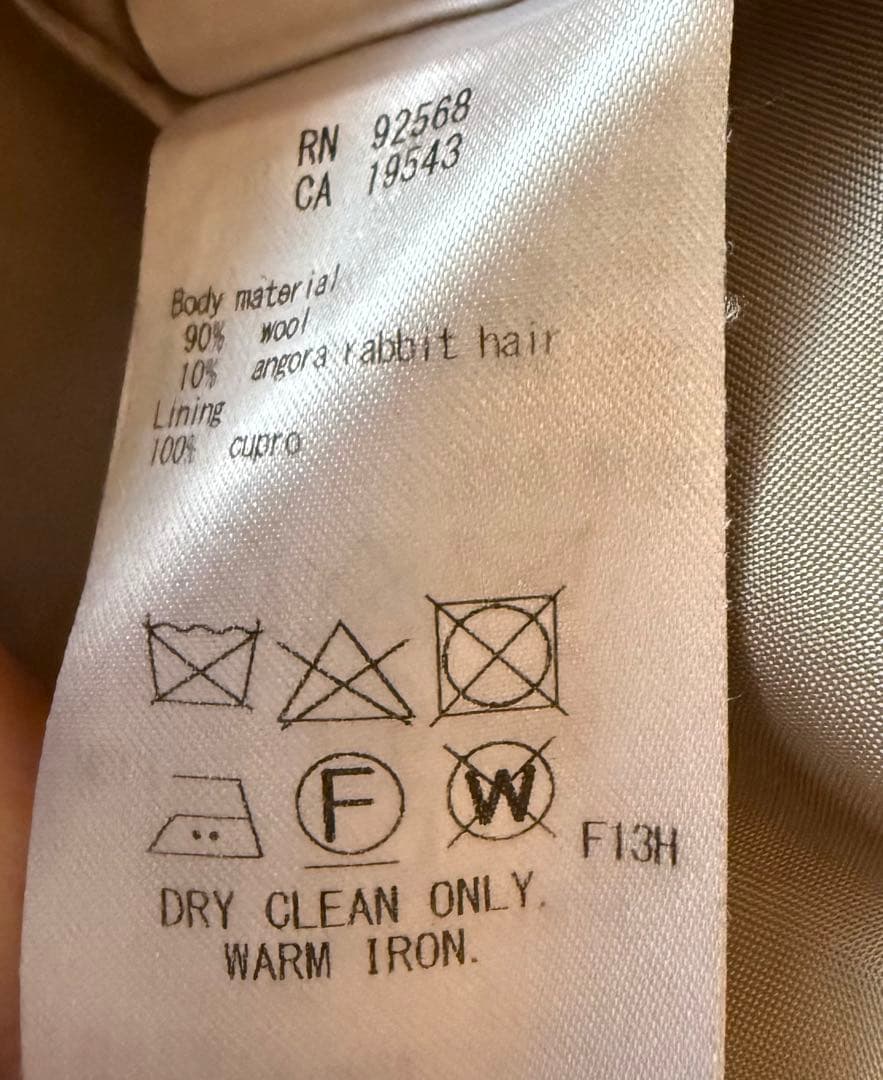 RN 92568
CA 19543
Body material
90% wool
10% angora rabbit hair
Lining
100% cupro
F W F13H
DRY CLEAN ONLY.
WARM IRON.